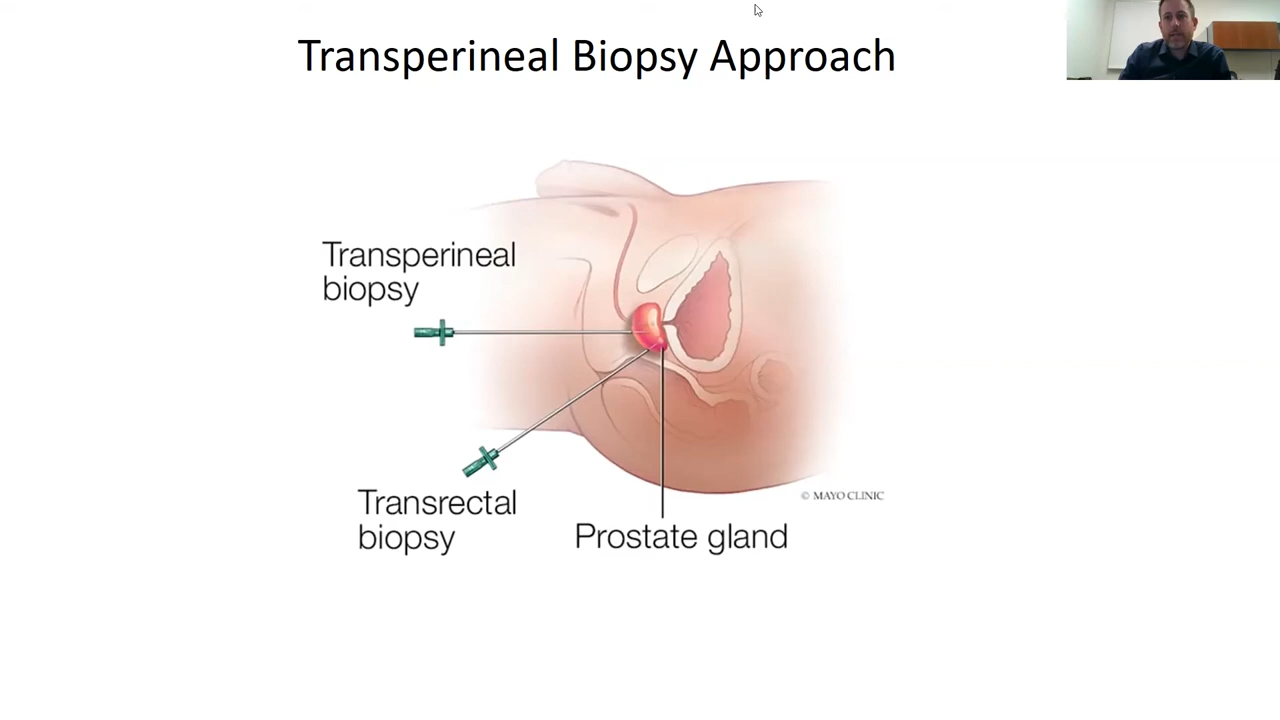 Transperineal Biopsy Approach
Transperineal
biopsy
Transrectal
biopsy
Prostate gland
© MAYO CLINIC